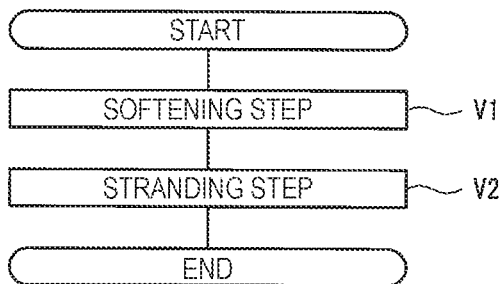 START
SOFTENING STEP V1
STRANDING STEP V2
END